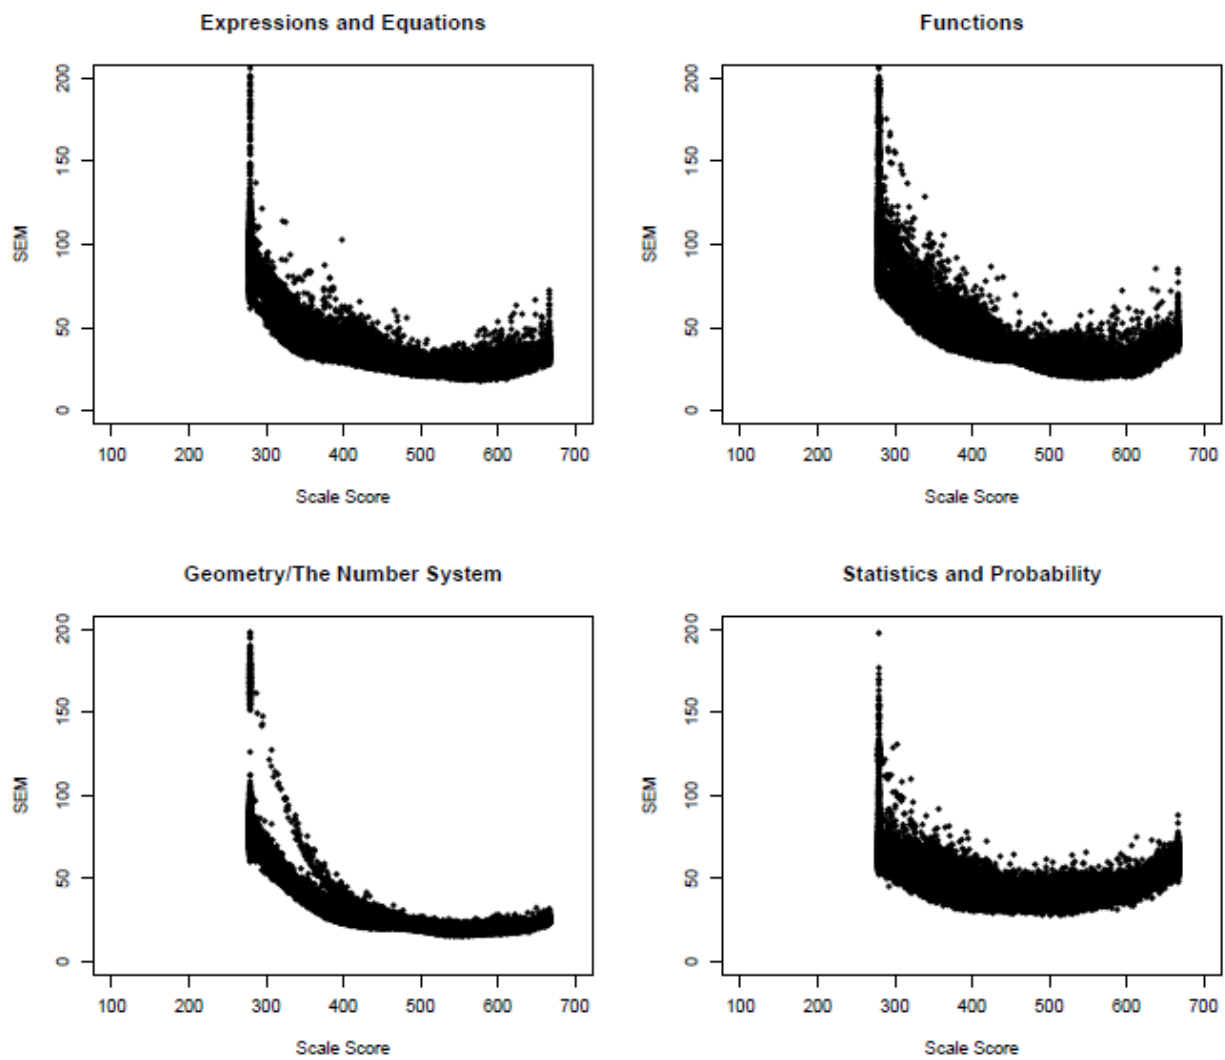 Expressions and Equations
SEM
200
150
100
50
0
100 200 300 400 500 600 700
Scale Score
Functions
SEM
200
150
100
50
0
100 200 300 400 500 600 700
Scale Score
Geometry/The Number System
SEM
200
150
100
50
0
100 200 300 400 500 600 700
Scale Score
Statistics and Probability
SEM
200
150
100
50
0
100 200 300 400 500 600 700
Scale Score